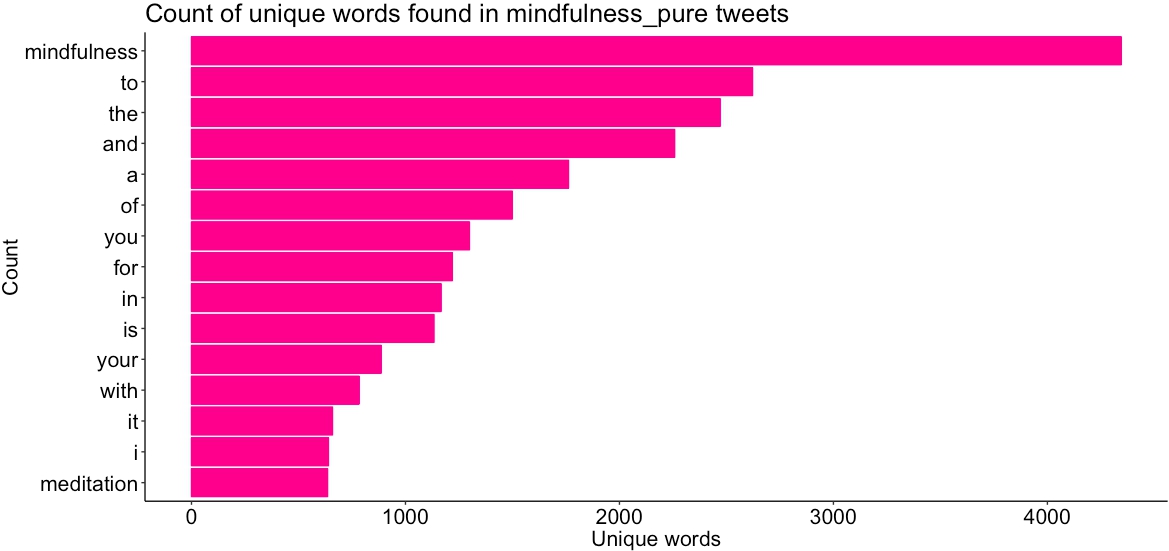 Count of unique words found in mindfulness_pure tweets
mindfulness
to
the
and
a
of
you
for
in
is
your
with
it
i
meditation
Count
0 1000 2000 3000 4000
Unique words